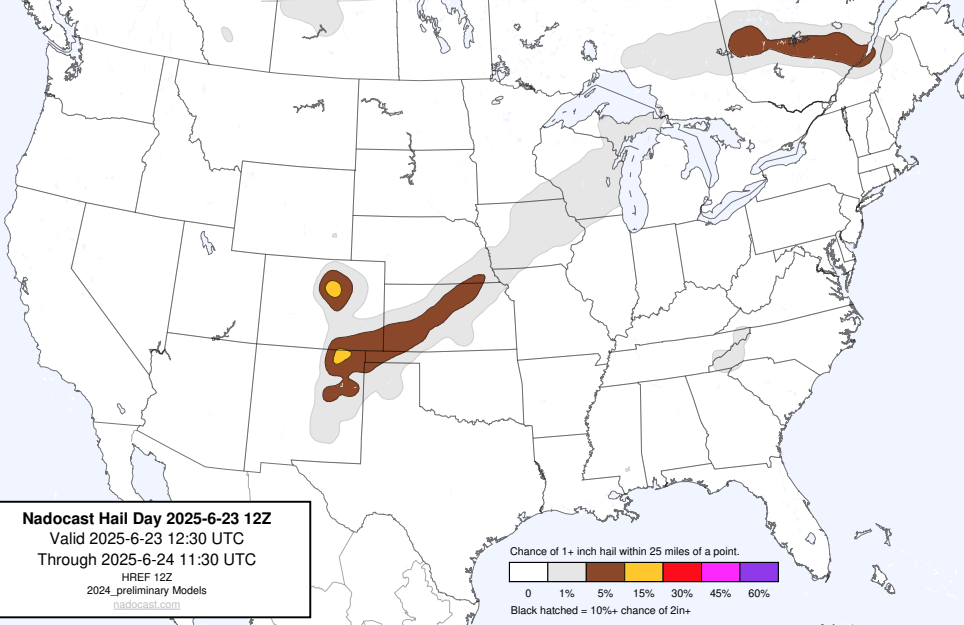 Nadocast Hail Day 2025-6-23 12Z
Valid 2025-6-23 12:30 UTC
Through 2025-6-24 11:30 UTC
HREF 12Z
2024_preliminary Models
nadocast.com
Chance of 1+ inch hail within 25 miles of a point.
0 1% 5% 15% 30% 45% 60%
Black hatched = 10%+ chance of 2in+